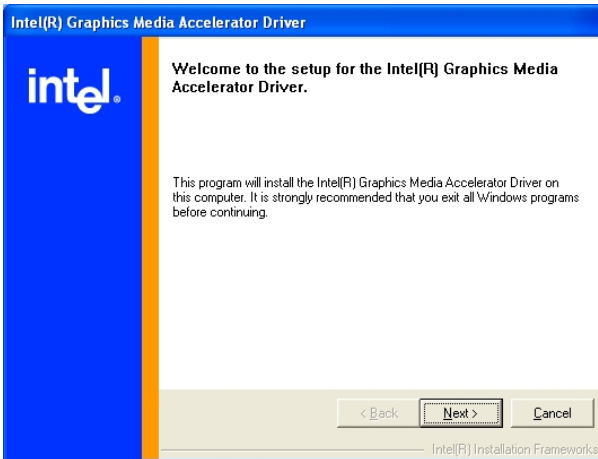 Intel(R) Graphics Media Accelerator Driver
intel®
Welcome to the setup for the Intel(R) Graphics Media
Accelerator Driver.
This program will install the Intel(R) Graphics Media Accelerator Driver on
this computer. It is strongly recommended that you exit all Windows programs
before continuing.
< Back
Next >
Cancel
Intel(R) Installation Frameworks